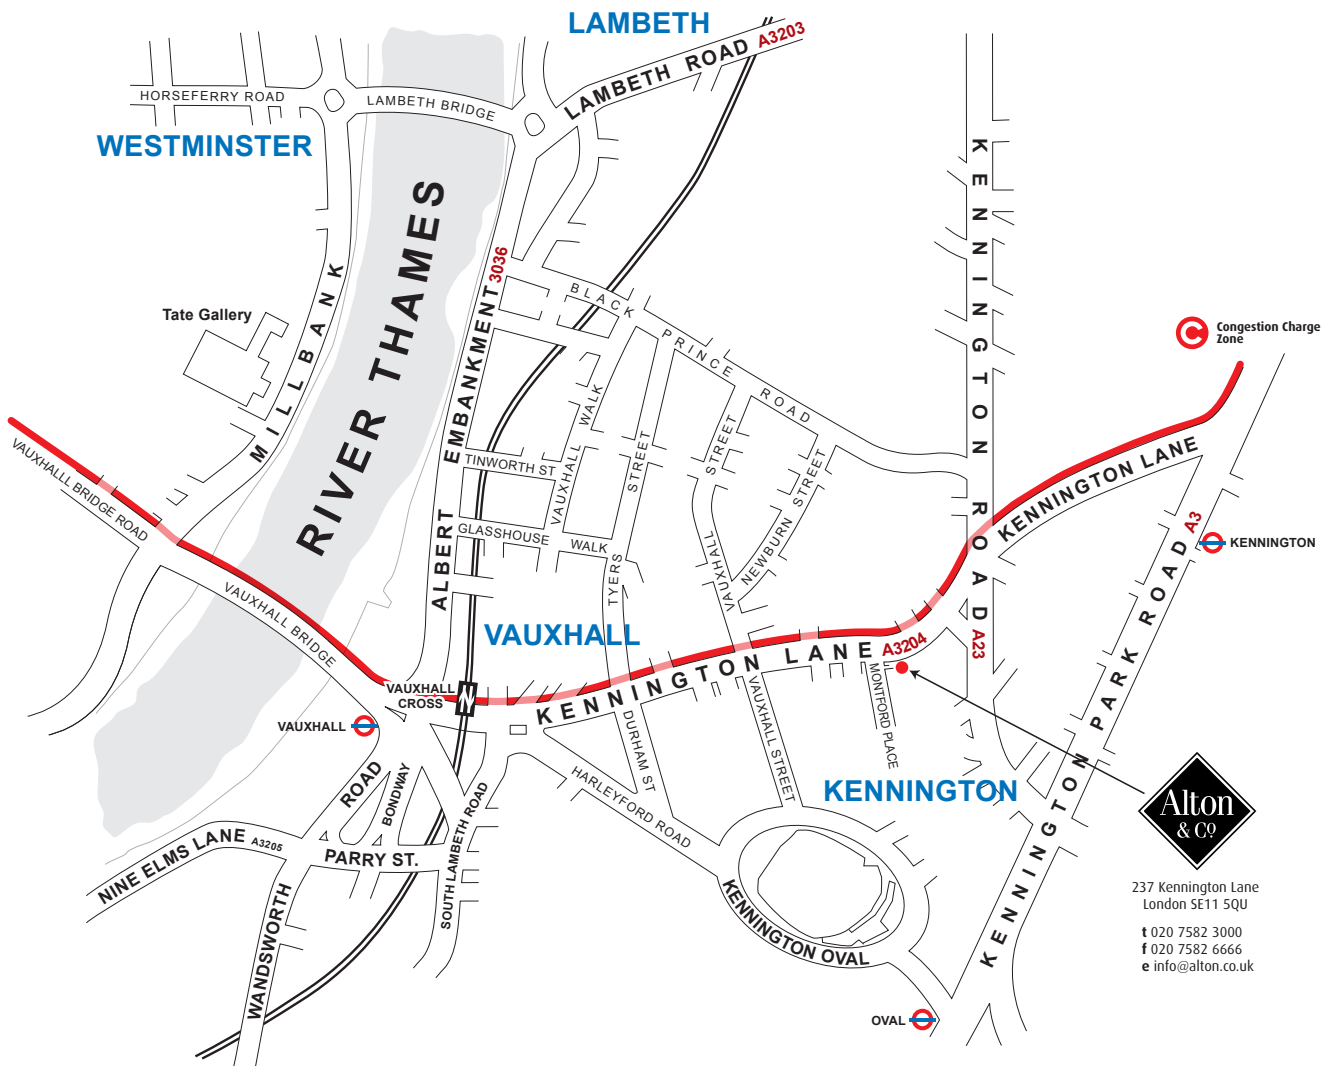 LAMBETH
LAMBETH ROAD A3203
HORSEFERRY ROAD
LAMBETH BRIDGE
WESTMINSTER
KENNINGTON ROAD A23
RIVER THAMES
MILLBANK
Tate Gallery
ALBERT EMBANKMENT 3036
BLACK PRINCE ROAD
Congestion Charge
Zone
VAUXHALLL BRIDGE ROAD
VAUXHALL BRIDGE
TINWORTH ST
GLASSHOUSE WALK
VAUXHALL WALK
TYERS STREET
VAUXHALL STREET
NEWBURN STREET
KENNINGTON LANE
KENNINGTON
KENNINGTON PARK ROAD A3
VAUXHALL
VAUXHALL
CROSS
KENNINGTON LANE A3204
VAUXHALL
MONTFORD PLACE
DURHAM ST
VAUXHALL STREET
HARLEYFORD ROAD
KENNINGTON
ROAD
BONDWAY
SOUTH LAMBETH ROAD
NINE ELMS LANE A3205
PARRY ST.
WANDSWORTH
KENNINGTON OVAL
OVAL
Alton
& Co
237 Kennington Lane
London SE11 5QU
t 020 7582 3000
f 020 7582 6666
e info@alton.co.uk